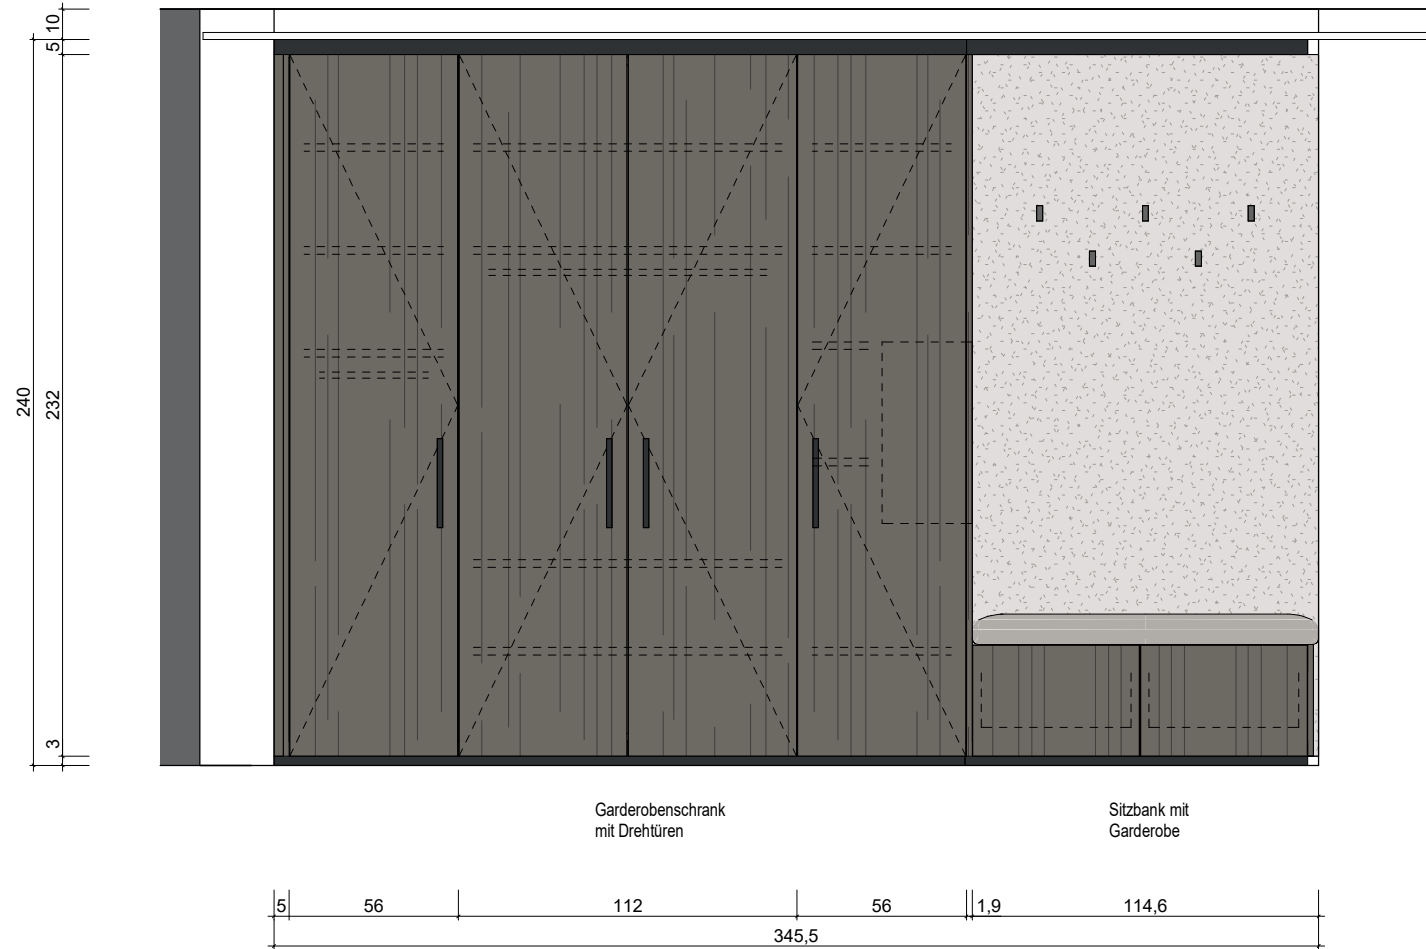 10
5
240
232
3
Garderobenschrank
mit Drehtüren
Sitzbank mit
Garderobe
5 56 112 56 1,9 114,6
345,5